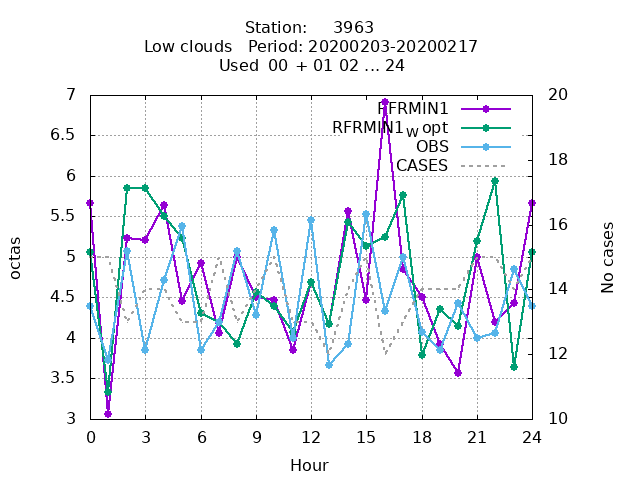 Station: 3963
Low clouds Period: 20200203-20200217
Used 00 + 01 02 ... 24
RFRMIN1
RFRMIN1w opt
OBS
CASES
7
6.5
6
5.5
5
4.5
4
3.5
3
20
18
16
14
12
10
octas
No cases
0 3 6 9 12 15 18 21 24
Hour